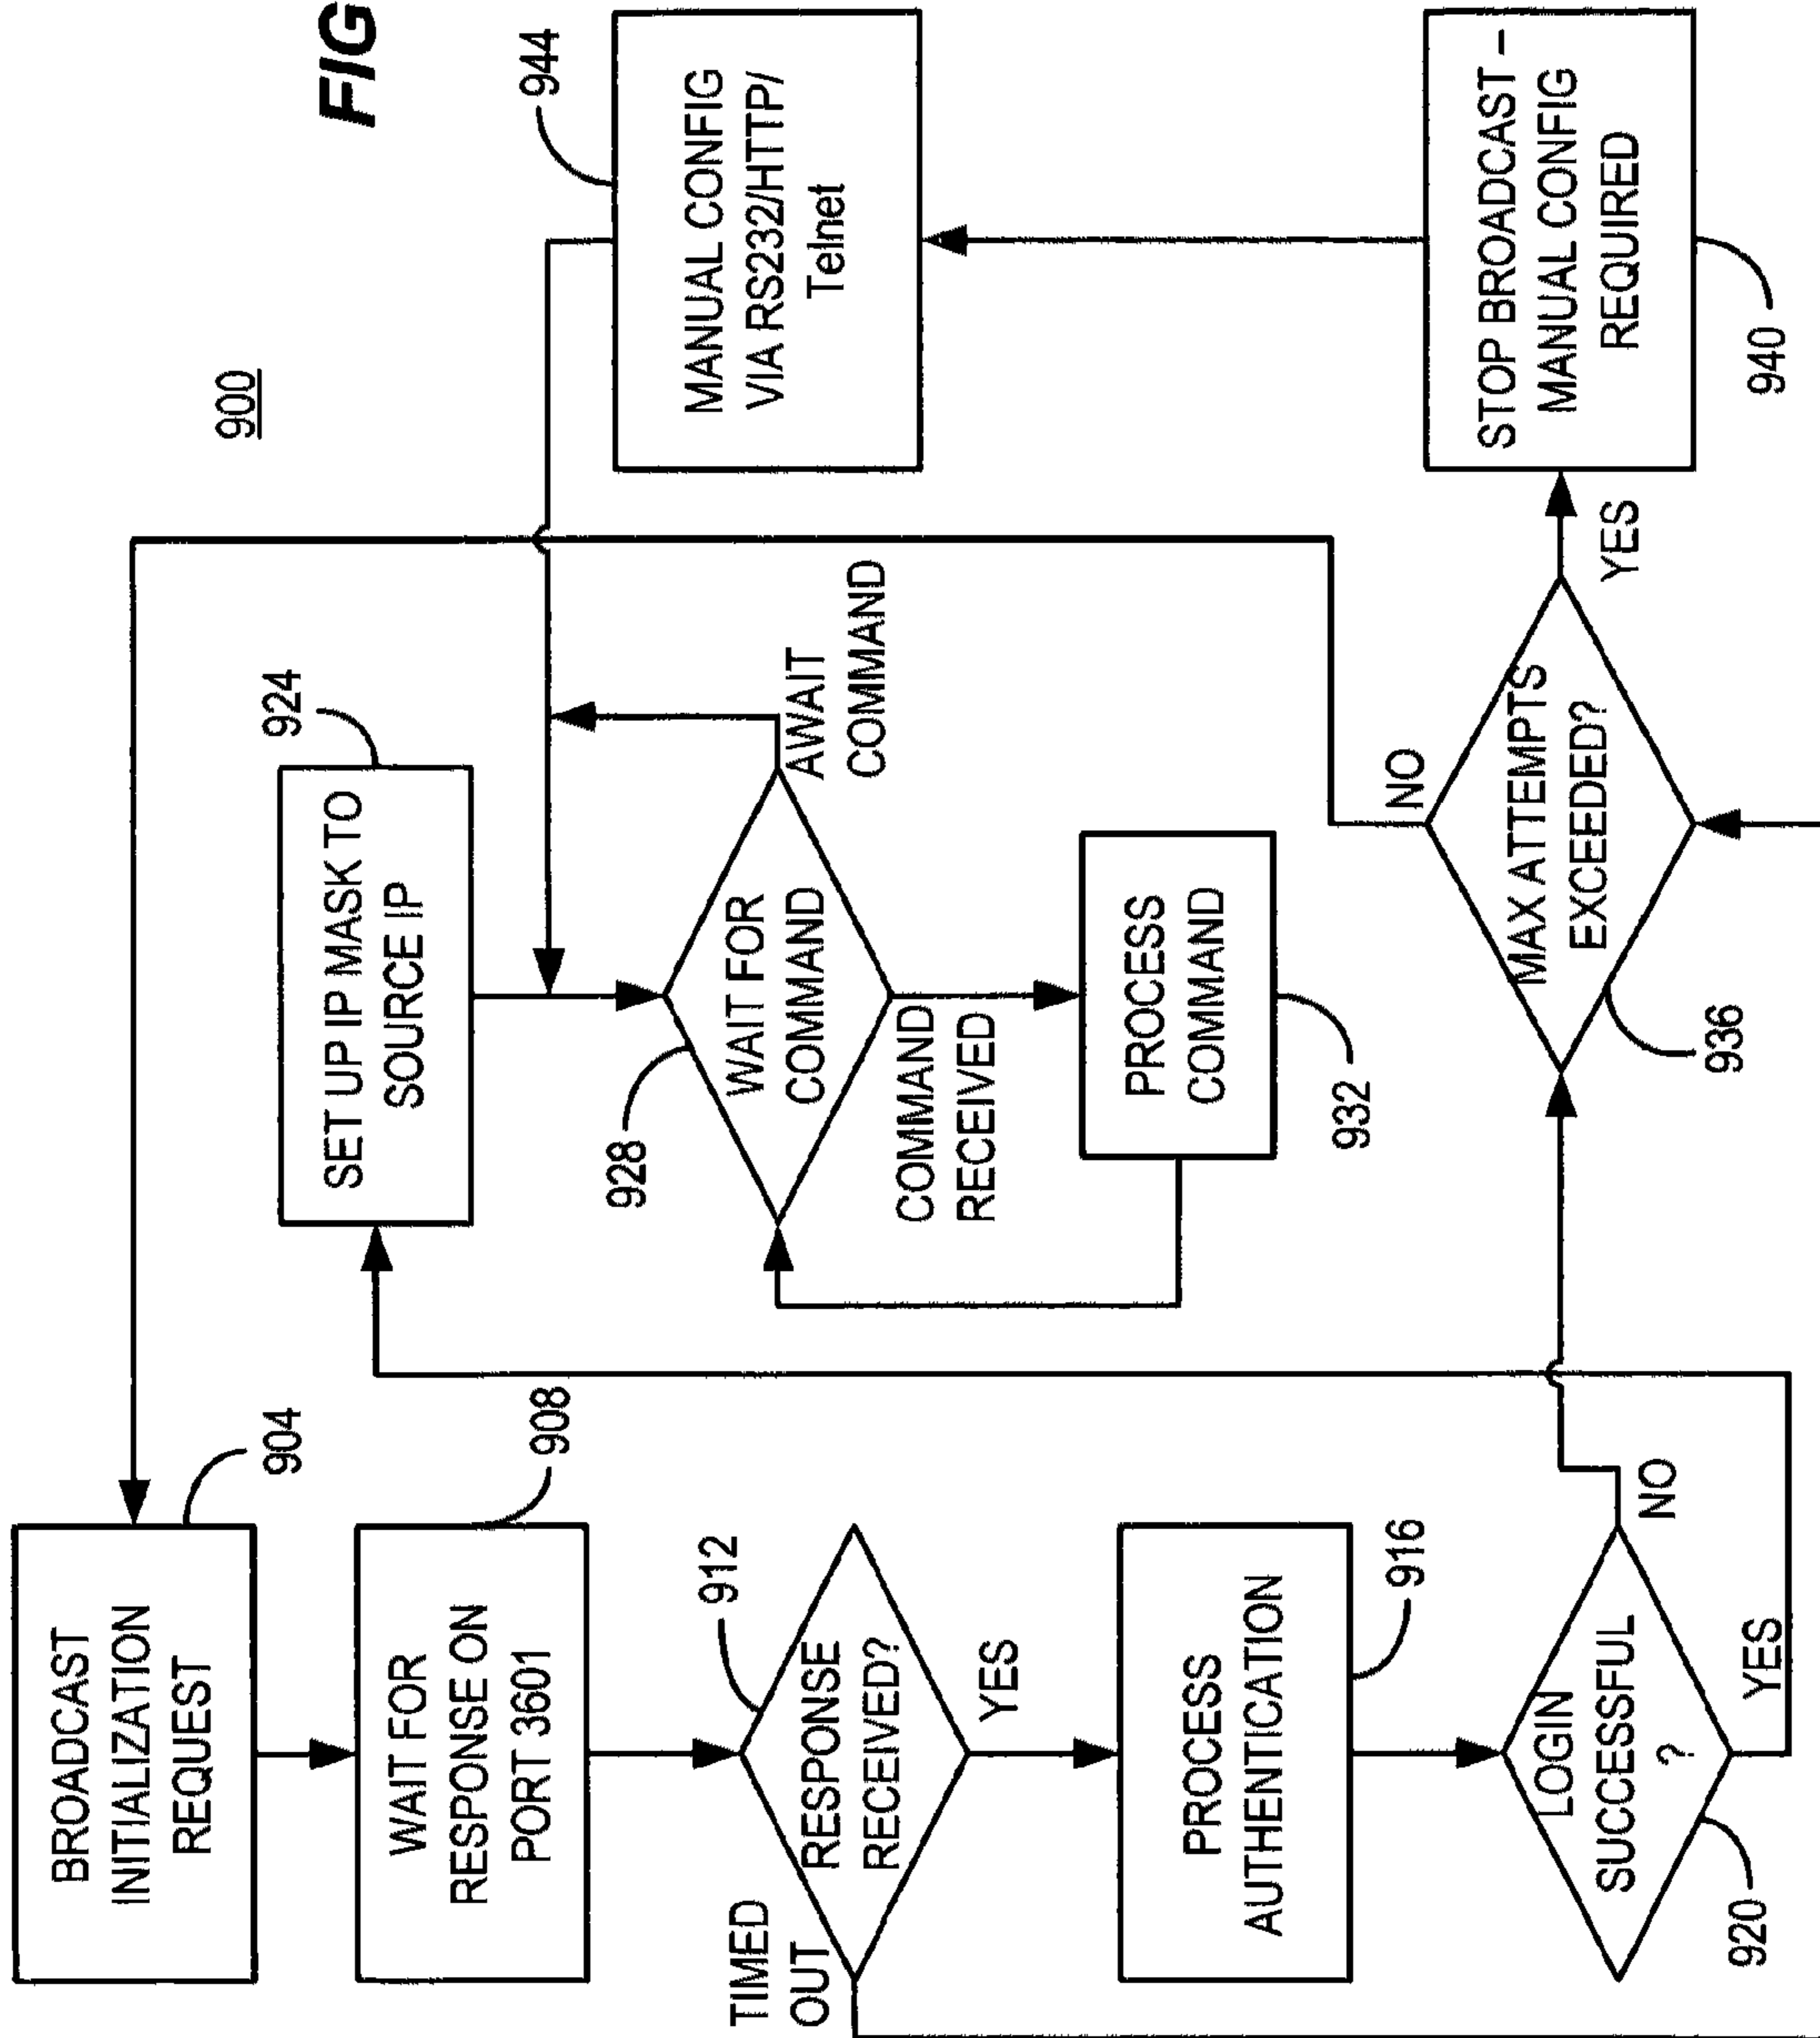 FIG
900
BROADCAST
INITIALIZATION
REQUEST
904
WAIT FOR
RESPONSE ON
PORT 3601
908
RESPONSE
RECEIVED?
912
TIMED
OUT
YES
PROCESS
AUTHENTICATION
916
LOGIN
SUCCESSFUL
?
920
NO
YES
SET UP IP MASK TO
SOURCE IP
924
WAIT FOR
COMMAND
928
AWAIT
COMMAND
COMMAND
RECEIVED
PROCESS
COMMAND
932
MAX ATTEMPTS
EXCEEDED?
936
NO
YES
MANUAL CONFIG
VIA RS232/HTTP/
Telnet
944
STOP BROADCAST –
MANUAL CONFIG
REQUIRED
940